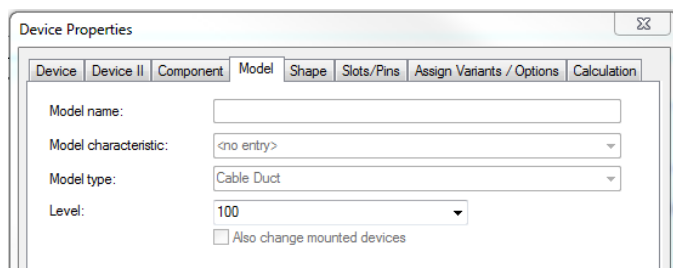 Device Properties
Device Device II Component Model Shape Slots/Pins Assign Variants / Options Calculation
Model name:
Model characteristic: <no entry>
Model type: Cable Duct
Level: 100
Also change mounted devices